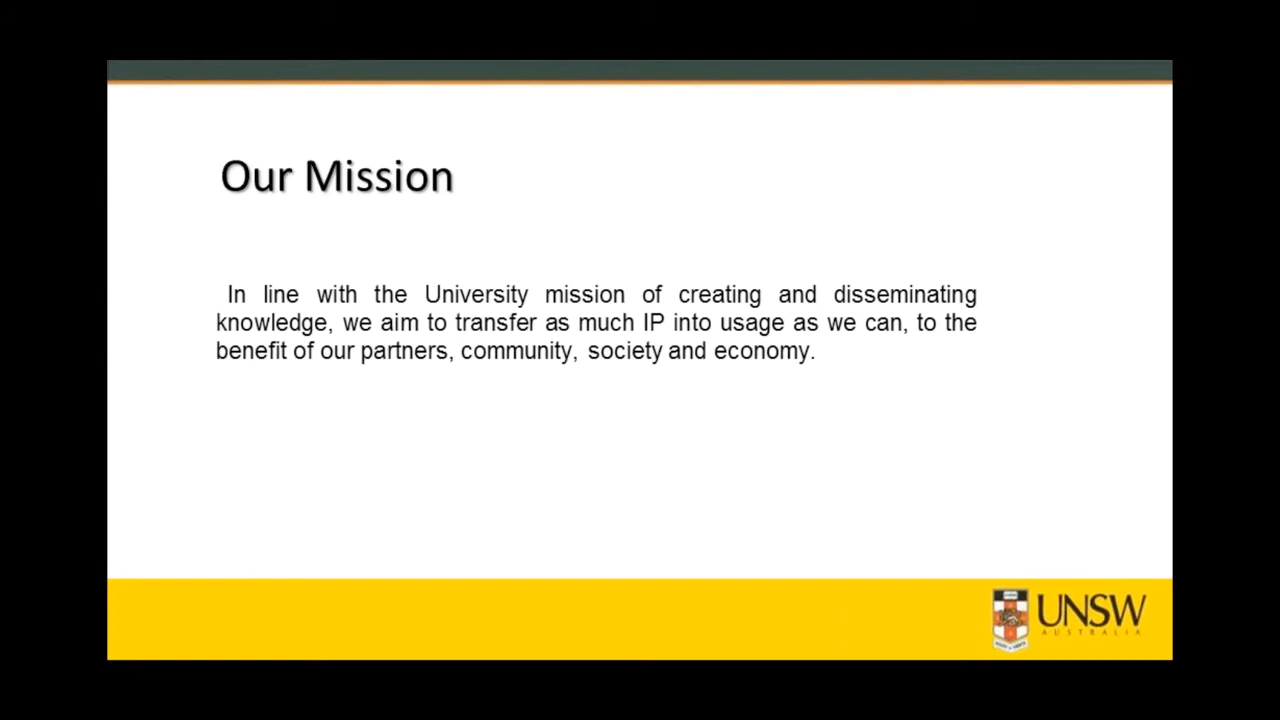 Our Mission
In line with the University mission of creating and disseminating
knowledge, we aim to transfer as much IP into usage as we can, to the
benefit of our partners, community, society and economy.
UNSW
AUSTRALIA